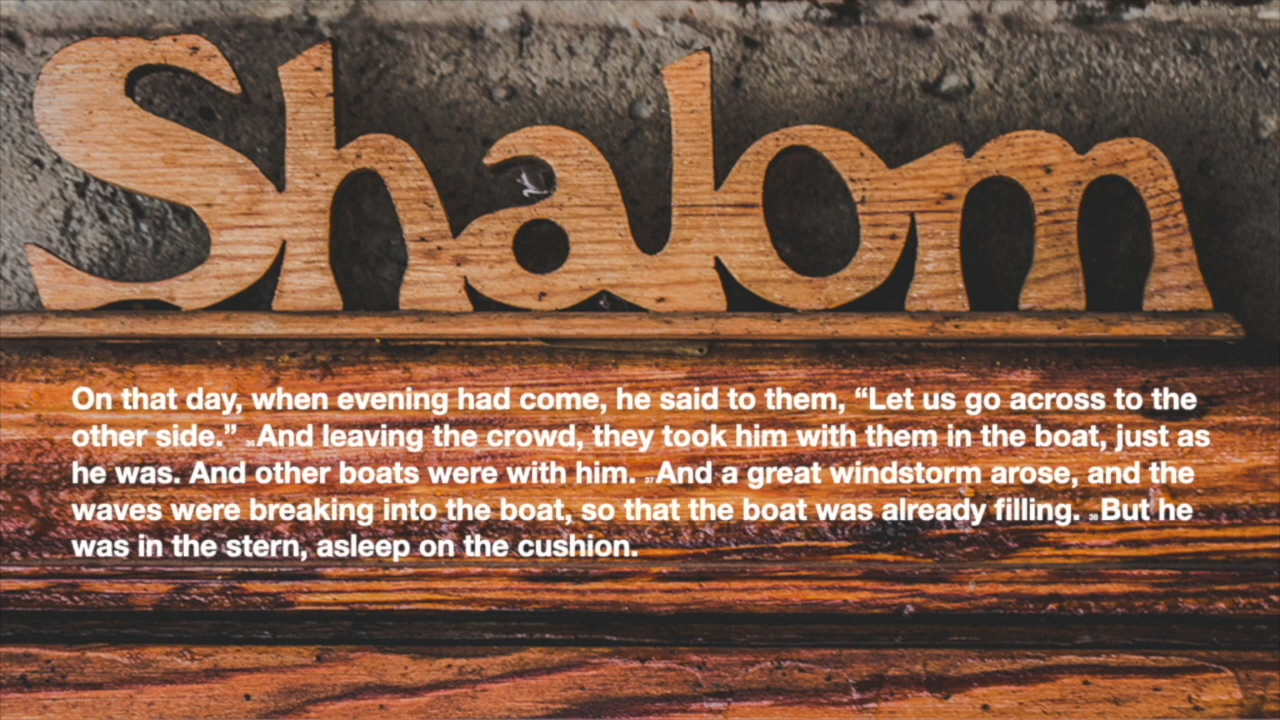 Shalom
On that day, when evening had come, he said to them, “Let us go across to the
other side.” 36 And leaving the crowd, they took him with them in the boat, just as
he was. And other boats were with him. 37 And a great windstorm arose, and the
waves were breaking into the boat, so that the boat was already filling. 38 But he
was in the stern, asleep on the cushion.